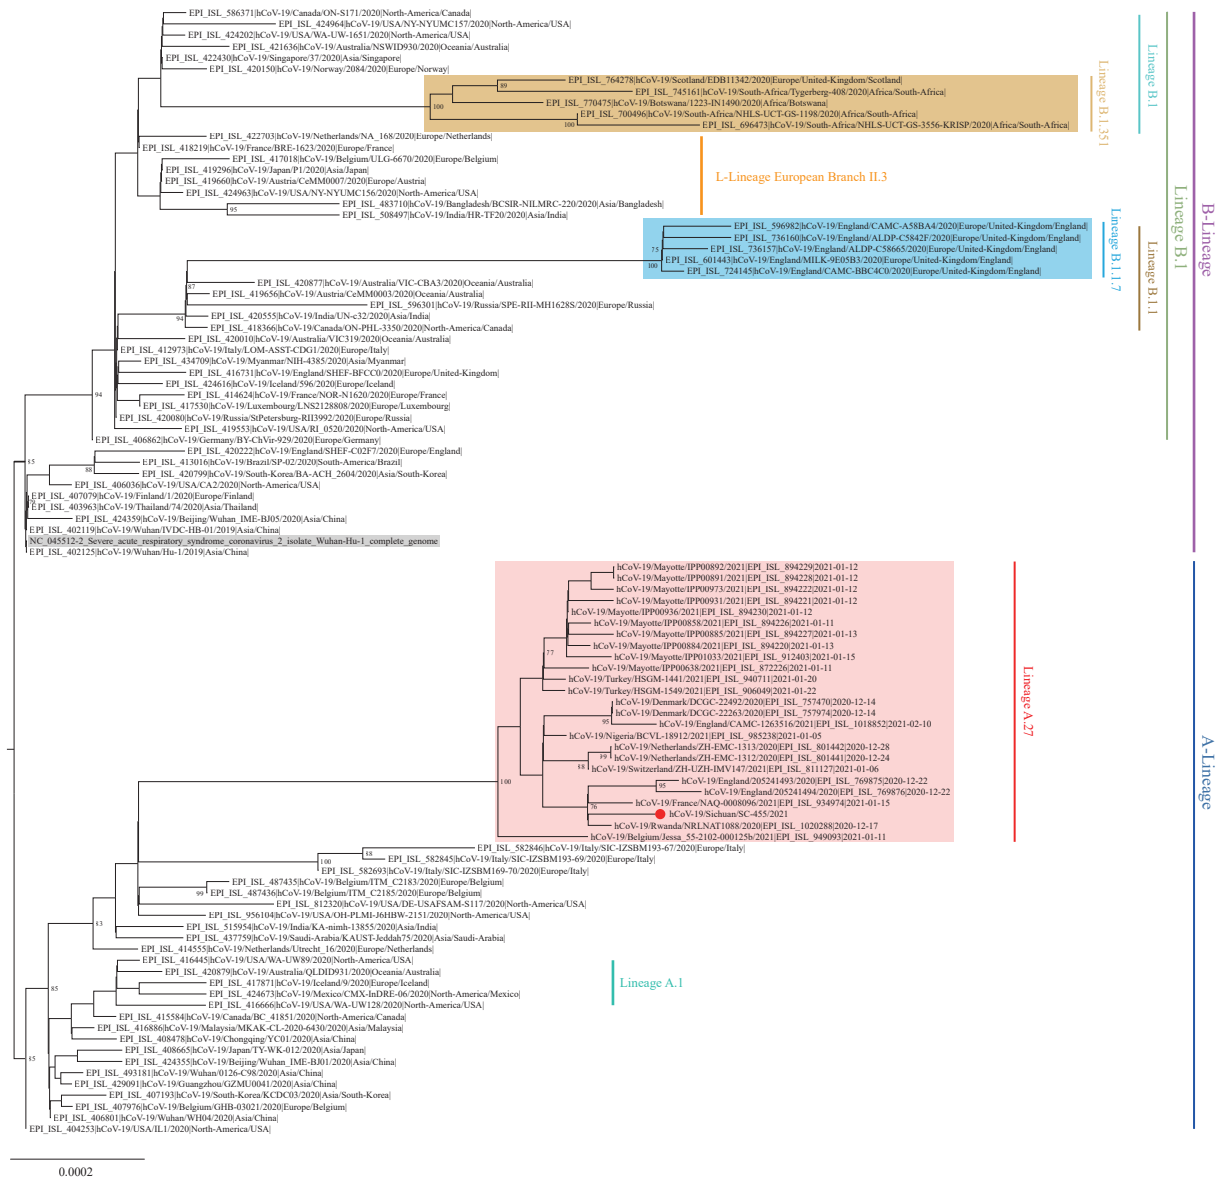 EPI_ISL_586371|hCoV-19/Canada/ON-S171/2020|North-America/Canada|
EPI_ISL_424964|hCoV-19/USA/NY-NYUMC157/2020|North-America/USA|
EPI_ISL_424202|hCoV-19/USA/WA-UW-1651/2020|North-America/USA|
EPI_ISL_421636|hCoV-19/Australia/NSWID930/2020|Oceania/Australia|
EPI_ISL_422430|hCoV-19/Singapore/37/2020|Asia/Singapore|
EPI_ISL_420150|hCoV-19/Norway/2084/2020|Europe/Norway|
EPI_ISL_764278|hCoV-19/Scotland/EDB11342/2020|Europe/United-Kingdom/Scotland|
89
EPI_ISL_745161|hCoV-19/South-Africa/Tygerberg-408/2020|Africa/South-Africa|
100
EPI_ISL_770475|hCoV-19/Botswana/1223-IN1490/2020|Africa/Botswana|
EPI_ISL_700496|hCoV-19/South-Africa/NHLS-UCT-GS-1198/2020|Africa/South-Africa|
100
EPI_ISL_696473|hCoV-19/South-Africa/NHLS-UCT-GS-3556-KRISP/2020|Africa/South-Africa|
Lineage B.1.351
Lineage B.1
EPI_ISL_422703|hCoV-19/Netherlands/NA_168/2020|Europe/Netherlands|
EPI_ISL_418219|hCoV-19/France/BRE-1623/2020|Europe/France|
EPI_ISL_417018|hCoV-19/Belgium/ULG-6670/2020|Europe/Belgium|
EPI_ISL_419296|hCoV-19/Japan/P1/2020|Asia/Japan|
EPI_ISL_419660|hCoV-19/Austria/CeMM0007/2020|Europe/Austria|
EPI_ISL_424963|hCoV-19/USA/NY-NYUMC156/2020|North-America/USA|
EPI_ISL_483710|hCoV-19/Bangladesh/BCSIR-NILMRC-220/2020|Asia/Bangladesh|
95
EPI_ISL_508497|hCoV-19/India/HR-TF20/2020|Asia/India|
L-Lineage European Branch II.3
EPI_ISL_596982|hCoV-19/England/CAMC-A58BA4/2020|Europe/United-Kingdom/England|
EPI_ISL_736160|hCoV-19/England/ALDP-C5842F/2020|Europe/United-Kingdom/England|
75
EPI_ISL_736157|hCoV-19/England/ALDP-C58665/2020|Europe/United-Kingdom/England|
EPI_ISL_601443|hCoV-19/England/MILK-9E05B3/2020|Europe/United-Kingdom/England|
100
EPI_ISL_724145|hCoV-19/England/CAMC-BBC4C0/2020|Europe/United-Kingdom/England|
Lineage B.1.1.7
Lineage B.1.1
Lineage B.1
B-Lineage
EPI_ISL_420877|hCoV-19/Australia/VIC-CBA3/2020|Oceania/Australia|
87
EPI_ISL_419656|hCoV-19/Austria/CeMM0003/2020|Oceania/Australia|
EPI_ISL_596301|hCoV-19/Russia/SPE-RII-MH1628S/2020|Europe/Russia|
94
EPI_ISL_420555|hCoV-19/India/UN-c32/2020|Asia/India|
EPI_ISL_418366|hCoV-19/Canada/ON-PHL-3350/2020|North-America/Canada|
EPI_ISL_420010|hCoV-19/Australia/VIC319/2020|Oceania/Australia|
EPI_ISL_412973|hCoV-19/Italy/LOM-ASST-CDG1/2020|Europe/Italy|
EPI_ISL_434709|hCoV-19/Myanmar/NIH-4385/2020|Asia/Myanmar|
EPI_ISL_416731|hCoV-19/England/SHEF-BFCC0/2020|Europe/United-Kingdom|
EPI_ISL_424616|hCoV-19/Iceland/596/2020|Europe/Iceland|
94
EPI_ISL_414624|hCoV-19/France/NOR-N1620/2020|Europe/France|
EPI_ISL_417530|hCoV-19/Luxembourg/LNS2128808/2020|Europe/Luxembourg|
EPI_ISL_420080|hCoV-19/Russia/StPetersburg-RII3992/2020|Europe/Russia|
EPI_ISL_419553|hCoV-19/USA/RI_0520/2020|North-America/USA|
EPI_ISL_406862|hCoV-19/Germany/BY-ChVir-929/2020|Europe/Germany|
EPI_ISL_420222|hCoV-19/England/SHEF-C02F7/2020|Europe/England|
85
EPI_ISL_413016|hCoV-19/Brazil/SP-02/2020|South-America/Brazil|
88
EPI_ISL_420799|hCoV-19/South-Korea/BA-ACH_2604/2020|Asia/South-Korea|
EPI_ISL_406036|hCoV-19/USA/CA2/2020|North-America/USA|
EPI_ISL_407079|hCoV-19/Finland/1/2020|Europe/Finland|
EPI_ISL_403963|hCoV-19/Thailand/74/2020|Asia/Thailand|
EPI_ISL_424359|hCoV-19/Beijing/Wuhan_IME-BJ05/2020|Asia/China|
EPI_ISL_402119|hCoV-19/Wuhan/IVDC-HB-01/2019|Asia/China|
NC_045512-2_Severe_acute_respiratory_syndrome_coronavirus_2_isolate_Wuhan-Hu-1_complete_genome
EPI_ISL_402125|hCoV-19/Wuhan/Hu-1/2019|Asia/China|
hCoV-19/Mayotte/IPP00892/2021|EPI_ISL_894229|2021-01-12
hCoV-19/Mayotte/IPP00891/2021|EPI_ISL_894228|2021-01-12
hCoV-19/Mayotte/IPP00973/2021|EPI_ISL_894222|2021-01-12
hCoV-19/Mayotte/IPP00931/2021|EPI_ISL_894221|2021-01-12
hCoV-19/Mayotte/IPP00936/2021|EPI_ISL_894230|2021-01-12
hCoV-19/Mayotte/IPP00858/2021|EPI_ISL_894226|2021-01-11
hCoV-19/Mayotte/IPP00885/2021|EPI_ISL_894227|2021-01-13
hCoV-19/Mayotte/IPP00884/2021|EPI_ISL_894220|2021-01-13
77
hCoV-19/Mayotte/IPP01033/2021|EPI_ISL_912403|2021-01-15
hCoV-19/Mayotte/IPP00638/2021|EPI_ISL_872226|2021-01-11
hCoV-19/Turkey/HSGM-1441/2021|EPI_ISL_940711|2021-01-20
hCoV-19/Turkey/HSGM-1549/2021|EPI_ISL_906049|2021-01-22
hCoV-19/Denmark/DCGC-22492/2020|EPI_ISL_757470|2020-12-14
hCoV-19/Denmark/DCGC-22263/2020|EPI_ISL_757974|2020-12-14
95
hCoV-19/England/CAMC-1263516/2021|EPI_ISL_1018852|2021-02-10
hCoV-19/Nigeria/BCVL-18912/2021|EPI_ISL_985238|2021-01-05
hCoV-19/Netherlands/ZH-EMC-1313/2020|EPI_ISL_801442|2020-12-28
99
hCoV-19/Netherlands/ZH-EMC-1312/2020|EPI_ISL_801441|2020-12-24
88
hCoV-19/Switzerland/ZH-UZH-IMV147/2021|EPI_ISL_811127|2021-01-06
100
hCoV-19/England/205241493/2020|EPI_ISL_769875|2020-12-22
95
hCoV-19/England/205241494/2020|EPI_ISL_769876|2020-12-22
hCoV-19/France/NAQ-0008096/2021|EPI_ISL_934974|2021-01-15
76
hCoV-19/Sichuan/SC-455/2021
hCoV-19/Rwanda/NRLNAT1088/2020|EPI_ISL_1020288|2020-12-17
hCoV-19/Belgium/Jessa_55-2102-000125b/2021|EPI_ISL_949093|2021-01-11
Lineage A.27
A-Lineage
EPI_ISL_582846|hCoV-19/Italy/SIC-IZSBM193-67/2020|Europe/Italy|
88
EPI_ISL_582845|hCoV-19/Italy/SIC-IZSBM193-69/2020|Europe/Italy|
100
EPI_ISL_582693|hCoV-19/Italy/SIC-IZSBM169-70/2020|Europe/Italy|
EPI_ISL_487435|hCoV-19/Belgium/ITM_C2183/2020|Europe/Belgium|
99
EPI_ISL_487436|hCoV-19/Belgium/ITM_C2185/2020|Europe/Belgium|
EPI_ISL_812320|hCoV-19/USA/DE-USAFSAM-S117/2020|North-America/USA|
EPI_ISL_956104|hCoV-19/USA/OH-PLMI-J6HBW-2151/2020|North-America/USA|
83
EPI_ISL_515954|hCoV-19/India/KA-nimh-13855/2020|Asia/India|
EPI_ISL_437759|hCoV-19/Saudi-Arabia/KAUST-Jeddah75/2020|Asia/Saudi-Arabia|
EPI_ISL_414555|hCoV-19/Netherlands/Utrecht_16/2020|Europe/Netherlands|
EPI_ISL_416445|hCoV-19/USA/WA-UW89/2020|North-America/USA|
EPI_ISL_420879|hCoV-19/Australia/QLDID931/2020|Oceania/Australia|
EPI_ISL_417871|hCoV-19/Iceland/9/2020|Europe/Iceland|
85
EPI_ISL_424673|hCoV-19/Mexico/CMX-InDRE-06/2020|North-America/Mexico|
EPI_ISL_416666|hCoV-19/USA/WA-UW128/2020|North-America/USA|
Lineage A.1
EPI_ISL_415584|hCoV-19/Canada/BC_41851/2020|North-America/Canada|
EPI_ISL_416886|hCoV-19/Malaysia/MKAK-CL-2020-6430/2020|Asia/Malaysia|
EPI_ISL_408478|hCoV-19/Chongqing/YC01/2020|Asia/China|
EPI_ISL_408665|hCoV-19/Japan/TY-WK-012/2020|Asia/Japan|
85
EPI_ISL_424355|hCoV-19/Beijing/Wuhan_IME-BJ01/2020|Asia/China|
EPI_ISL_493181|hCoV-19/Wuhan/0126-C98/2020|Asia/China|
EPI_ISL_429091|hCoV-19/Guangzhou/GZMU0041/2020|Asia/China|
EPI_ISL_407193|hCoV-19/South-Korea/KCDC03/2020|Asia/South-Korea|
EPI_ISL_407976|hCoV-19/Belgium/GHB-03021/2020|Europe/Belgium|
EPI_ISL_406801|hCoV-19/Wuhan/WH04/2020|Asia/China|
EPI_ISL_404253|hCoV-19/USA/IL1/2020|North-America/USA|
0.0002